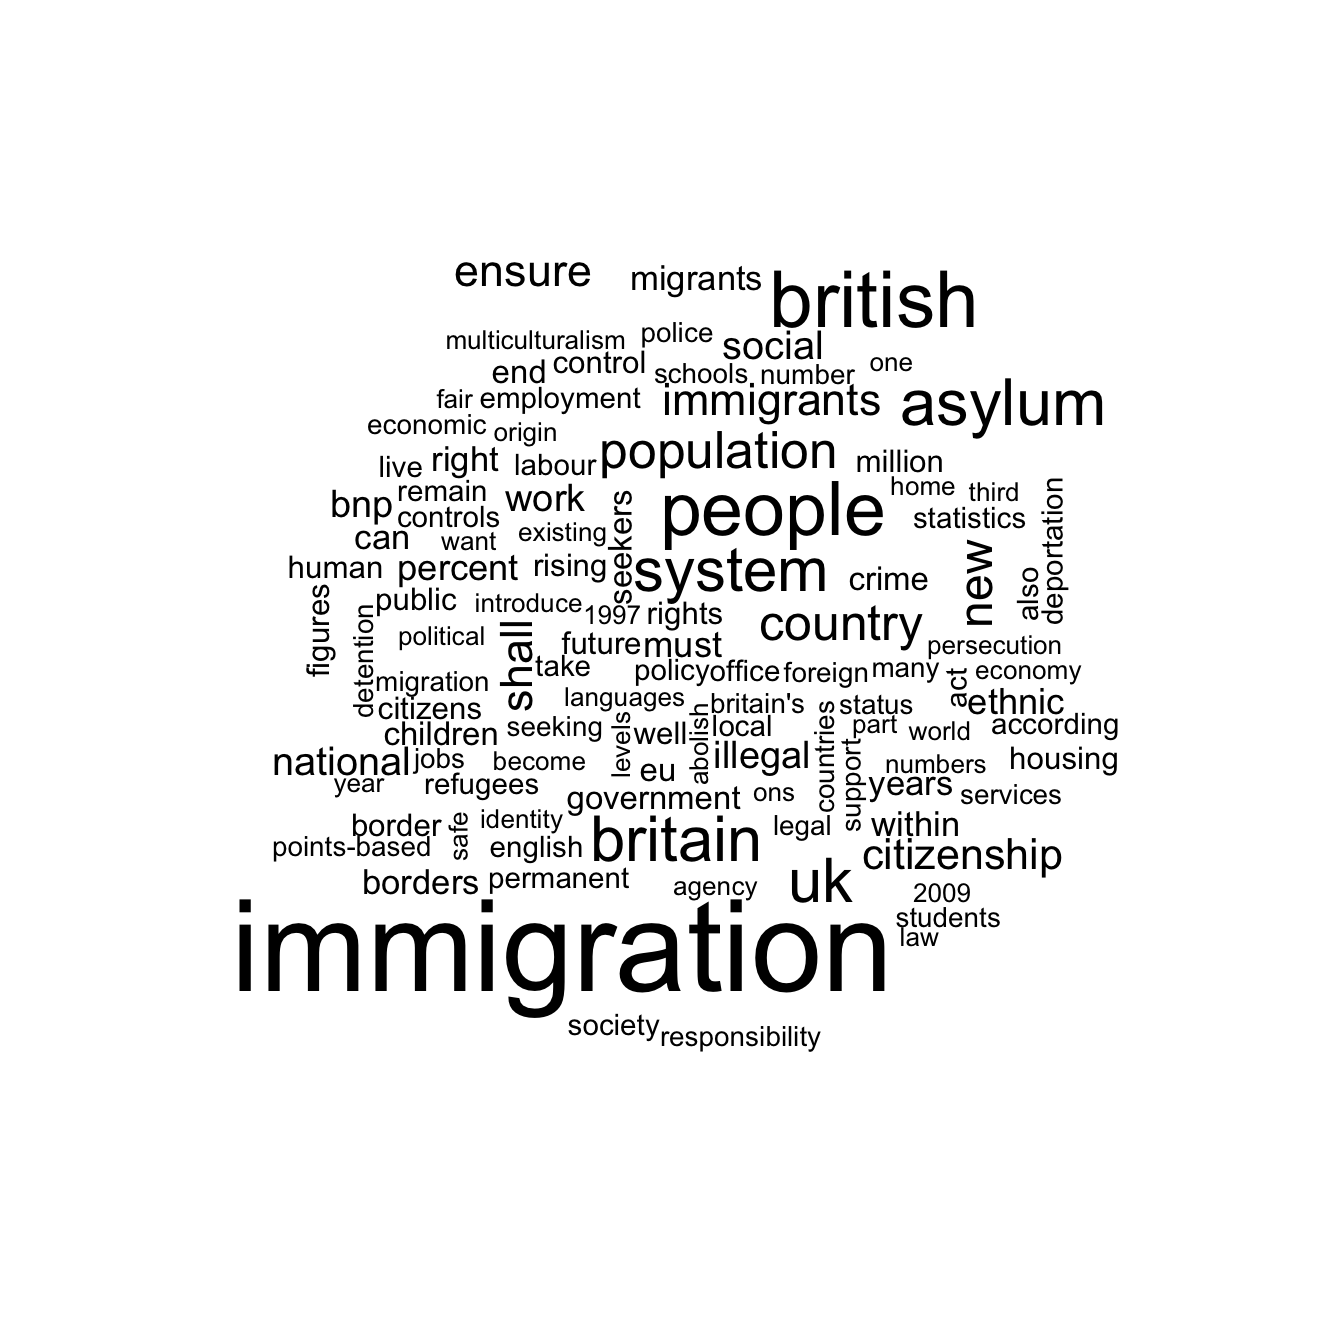 ensure migrants british
multiculturalism police social
end control schools number one
fair employment immigrants asylum
economic origin population
live right labour million
bnp remain work seekers people home third
controls statistics deportation
can want existing system new
human percent rising crime also
figures public introduce 1997 rights country
detention political shall future must persecution
take policy office foreign many act economy
migration languages britain's status ethnic
citizens seeking levels well abolish local countries part world according
children
national jobs become eu illegal support numbers housing
year refugees government ons years services
border safe identity britain legal within
points-based english citizenship
borders permanent agency uk 2009
immigration students
law
society responsibility